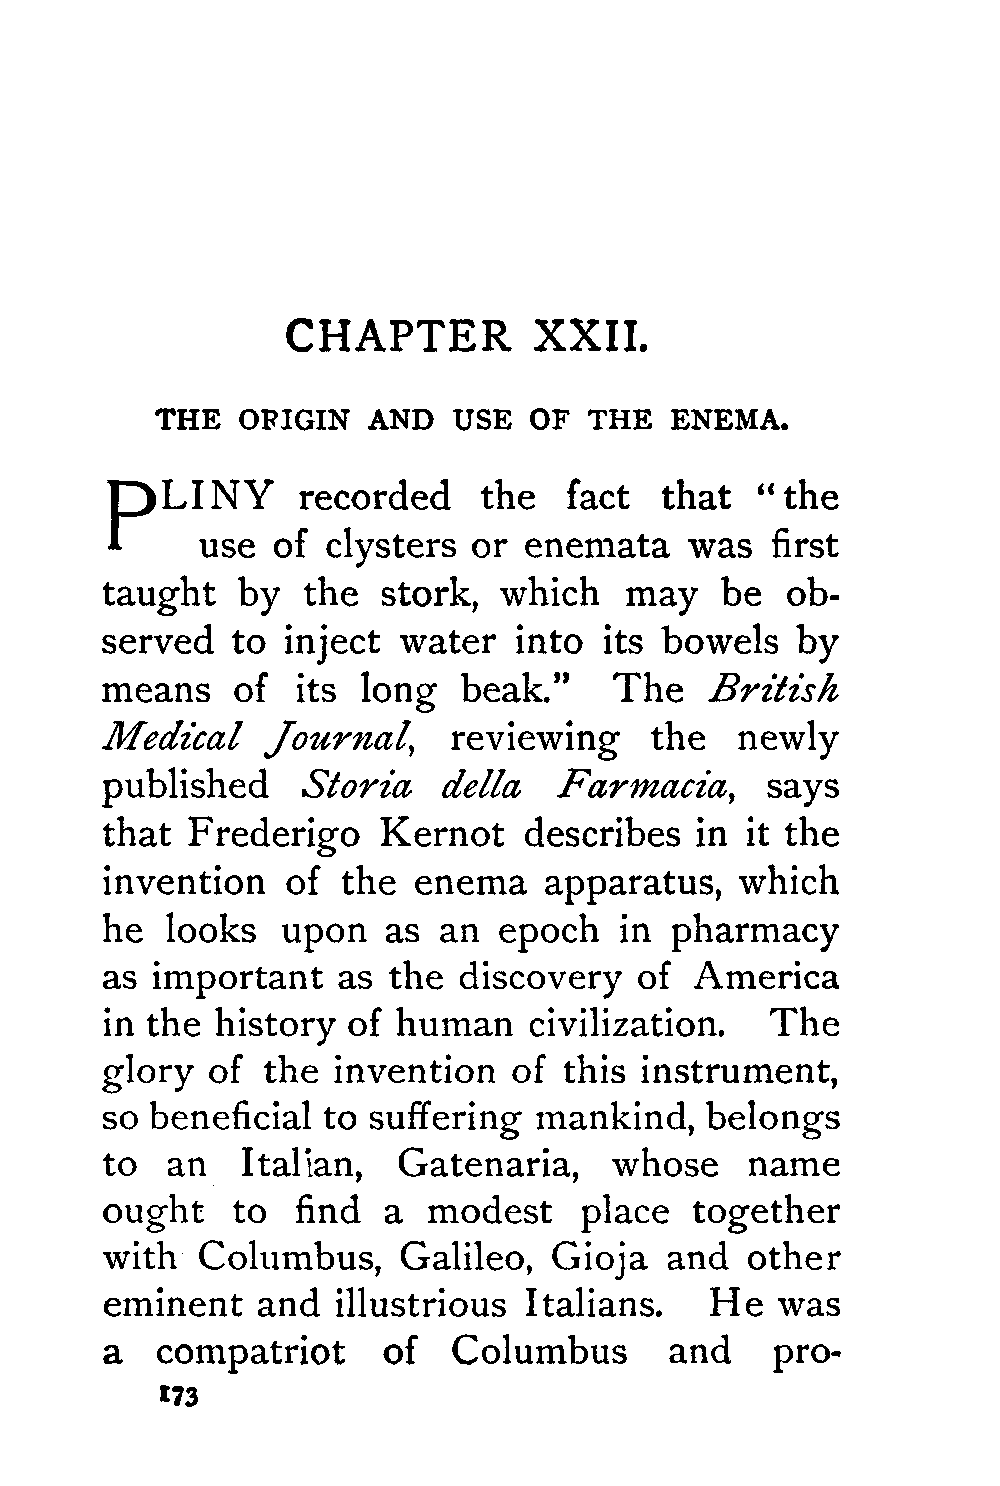 CHAPTER XXII.
THE ORIGIN AND USE OF THE ENEMA.
PLINY recorded the fact that "the
use of clysters or enemata was first
taught by the stork, which may be ob-
served to inject water into its bowels by
means of its long beak." The British
Medical Journal, reviewing the newly
published Storia della Farmacia, says
that Frederigo Kernot describes in it the
invention of the enema apparatus, which
he looks upon as an epoch in pharmacy
as important as the discovery of America
in the history of human civilization. The
glory of the invention of this instrument,
so beneficial to suffering mankind, belongs
to an Italian, Gatenaria, whose name
ought to find a modest place together
with Columbus, Galileo, Gioja and other
eminent and illustrious Italians. He was
a compatriot of Columbus and pro-
173